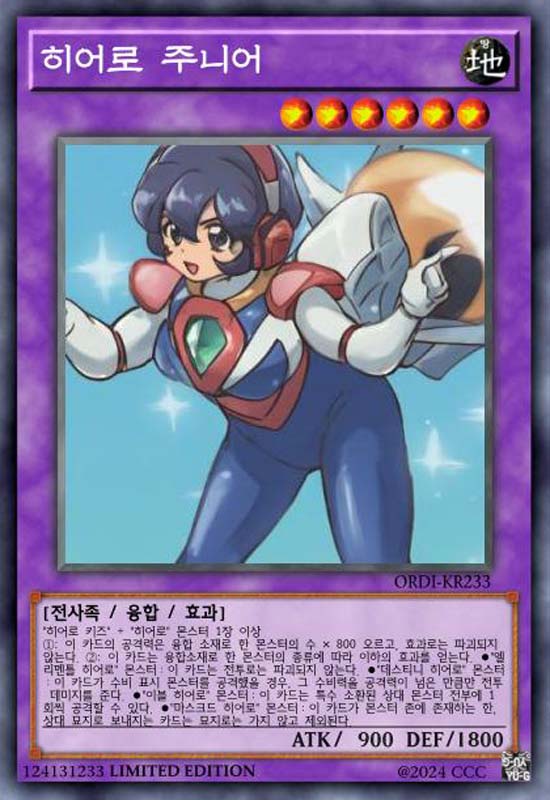 히어로 주니어
땅
地
ORDI-KR233
[전사족 / 융합 / 효과]
"히어로 키즈" + "히어로" 몬스터 1장 이상
①: 이 카드의 공격력은 융합 소재로 한 몬스터의 수 × 800 오르고, 효과로는 파괴되지
않는다. ②: 이 카드는 융합소재로 한 몬스터의 종류에 따라 이하의 효과를 얻는다. ●"엘
리멘틀 히어로" 몬스터 : 이 카드는 전투로는 파괴되지 않는다. ●"데스티니 히어로" 몬스터
: 이 카드가 수비 표시 몬스터를 공격했을 경우, 그 수비력을 공격력이 넘은 만큼만 전투
데미지를 준다. ●"이블 히어로" 몬스터 : 이 카드는 특수 소환된 상대 몬스터 전부에 1
회씩 공격할 수 있다. ●"마스크드 히어로" 몬스터 : 이 카드가 몬스터 존에 존재하는 한,
상대 묘지로 보내지는 카드는 묘지로는 가지 않고 제외된다.
ATK/ 900 DEF/1800
124131233 LIMITED EDITION
@2024 CCC